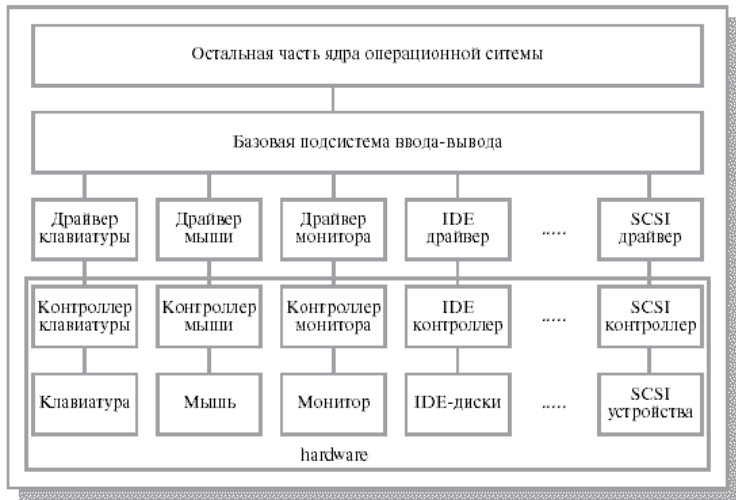 Остальная часть ядра операционной ситемы
Базовая подсистема ввода-вывода
Драйвер клавиатуры
Драйвер мыши
Драйвер монитора
IDE драйвер
.....
SCSI драйвер
Контроллер клавиатуры
Контроллер мыши
Контроллер монитора
IDE контроллер
.....
SCSI контроллер
Клавиатура
Мышь
Монитор
IDE-диски
.....
SCSI устройства
hardware